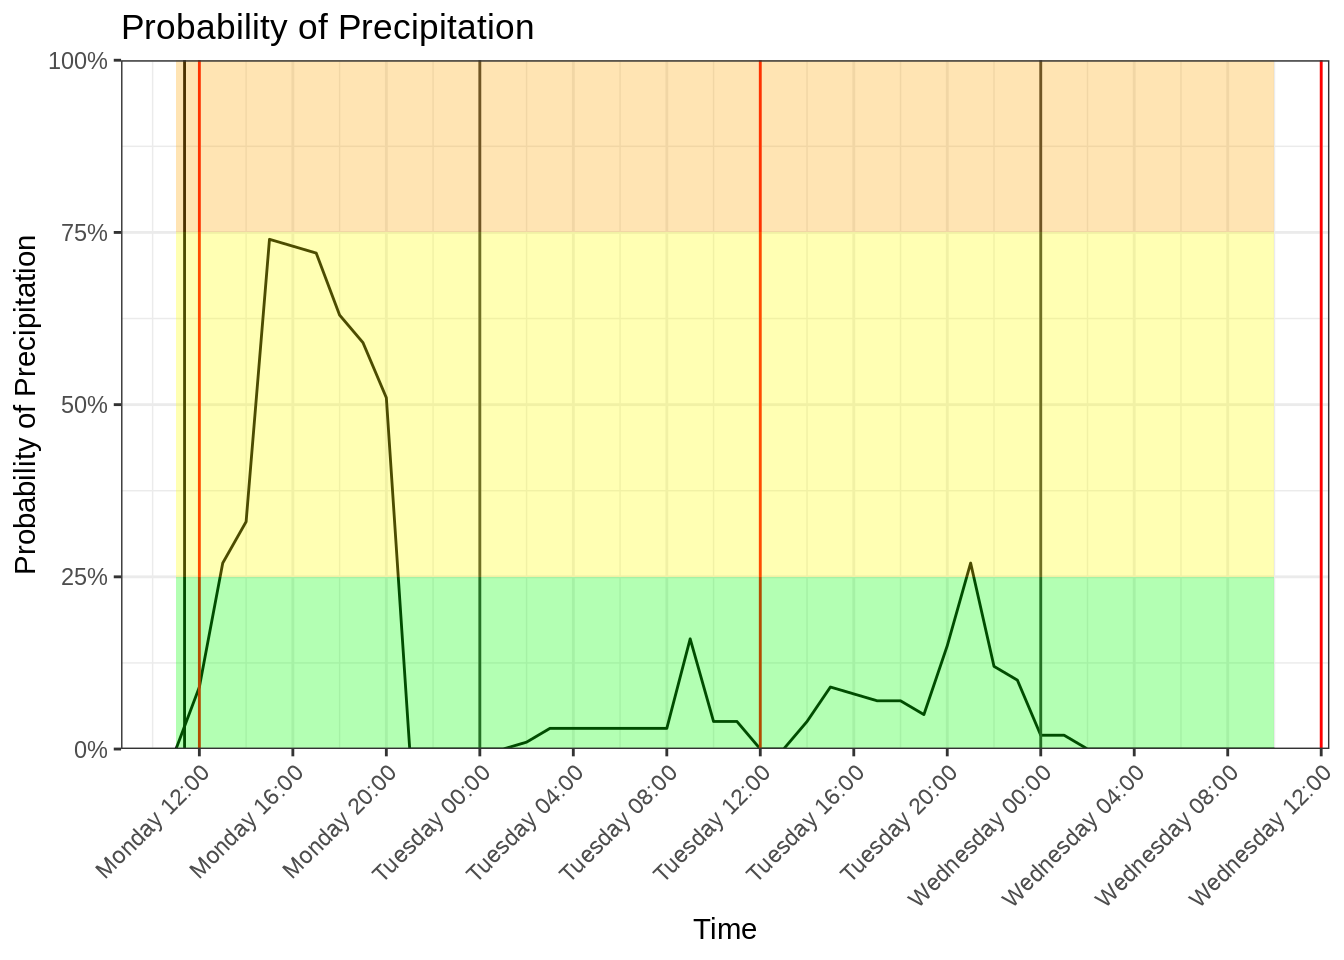 Probability of Precipitation
100%
75%
50%
25%
0%
Probability of Precipitation
Monday 12:00
Monday 16:00
Monday 20:00
Tuesday 00:00
Tuesday 04:00
Tuesday 08:00
Tuesday 12:00
Tuesday 16:00
Tuesday 20:00
Wednesday 00:00
Wednesday 04:00
Wednesday 08:00
Wednesday 12:00
Time